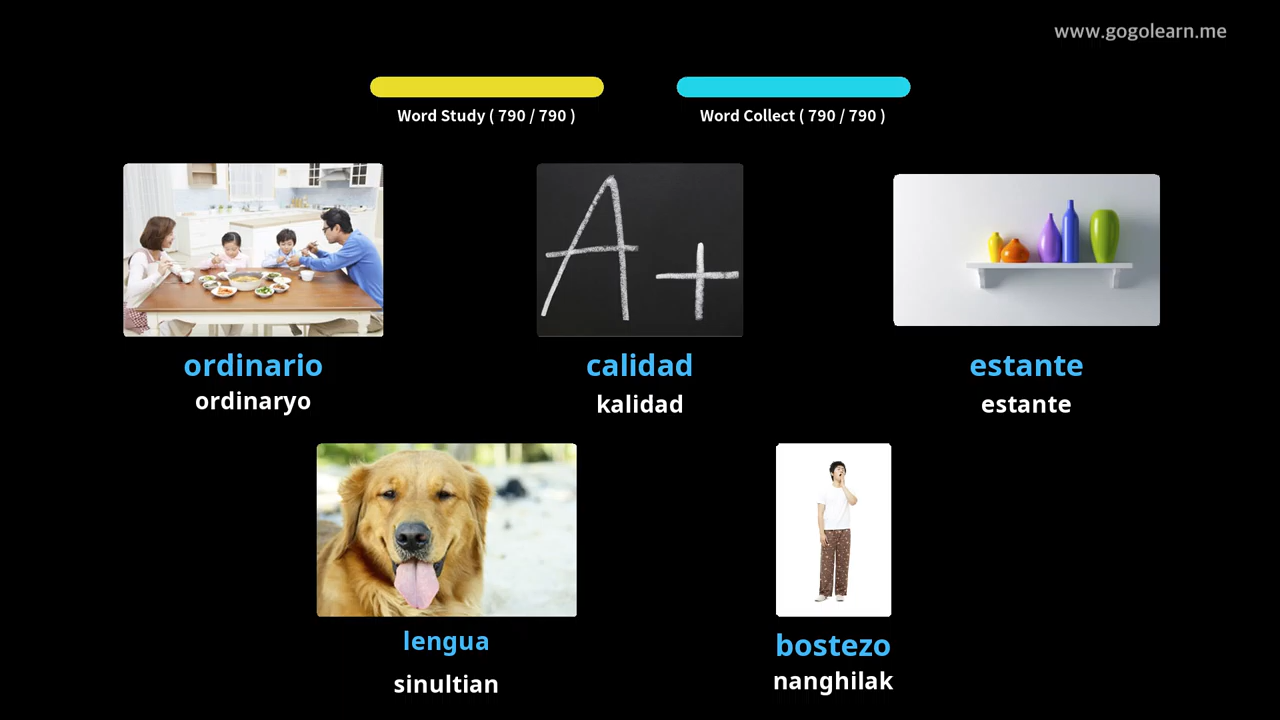 www.gogolearn.me
Word Study ( 790 / 790 )
Word Collect ( 790 / 790 )
A+
ordinario
ordinaryo
calidad
kalidad
estante
estante
lengua
sinultian
bostezo
nanghilak